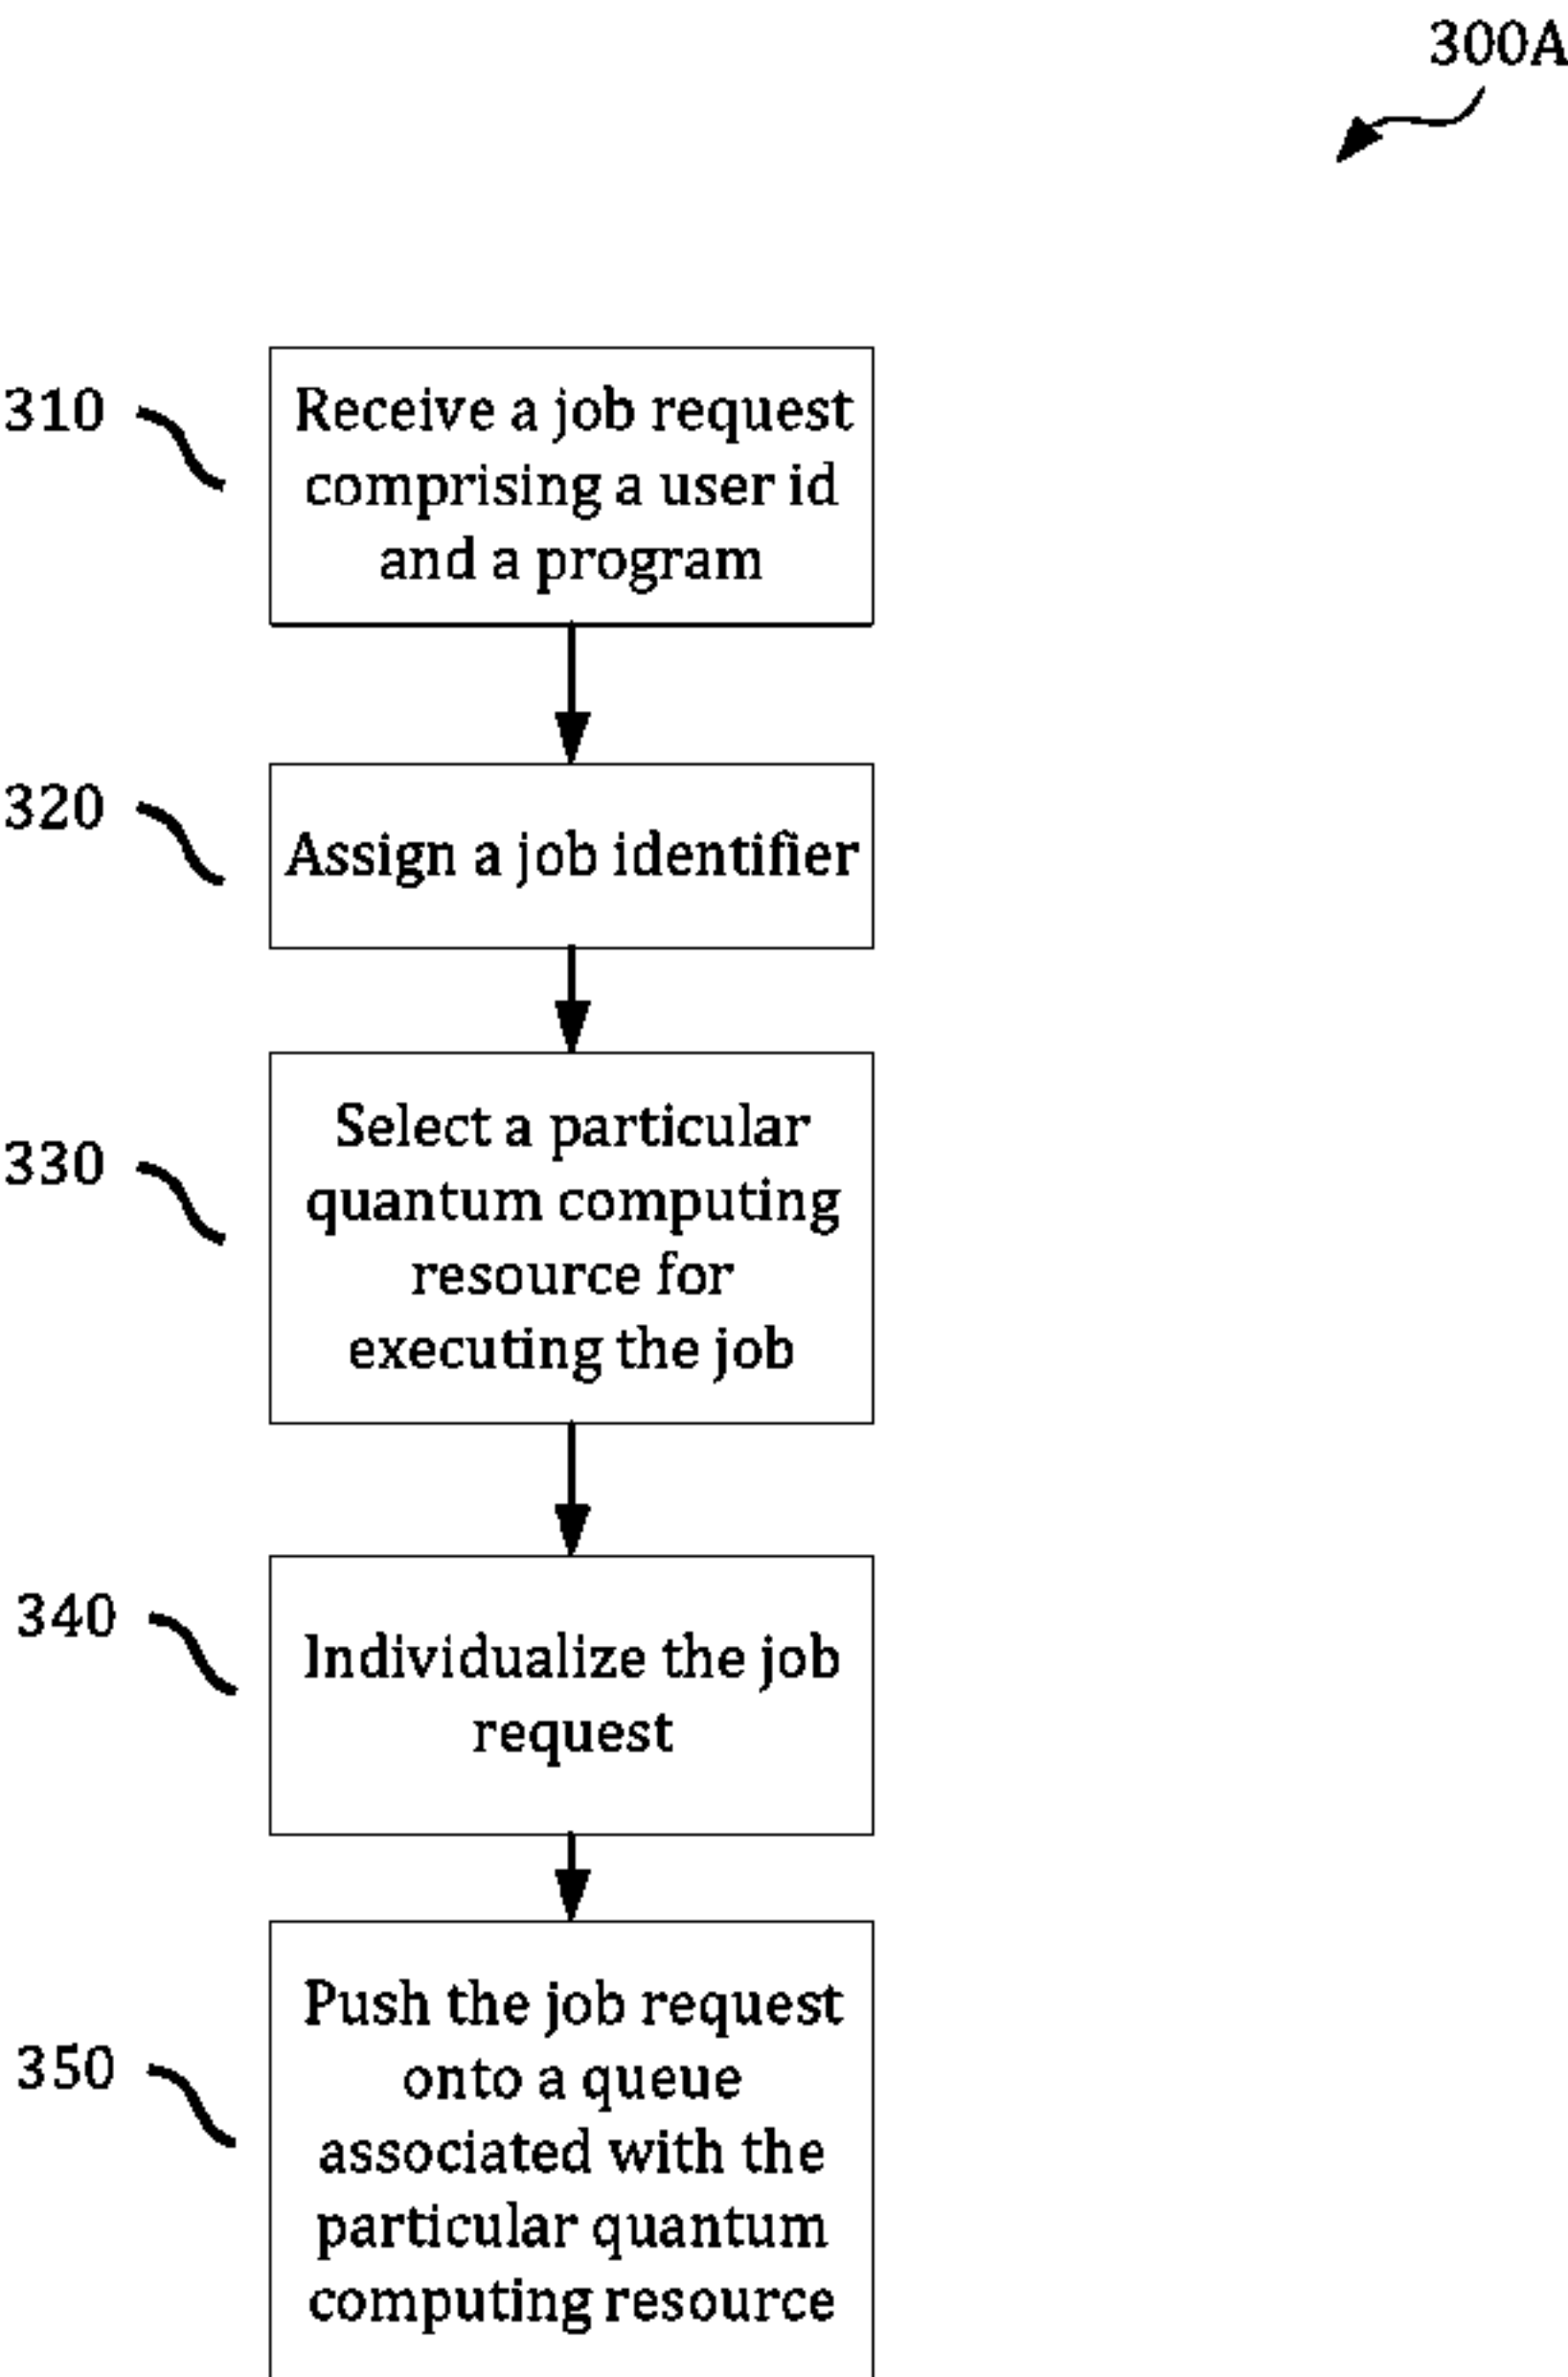 300A
310
Receive a job request
comprising a user id
and a program
320
Assign a job identifier
330
Select a particular
quantum computing
resource for
executing the job
340
Individualize the job
request
350
Push the job request
onto a queue
associated with the
particular quantum
computing resource